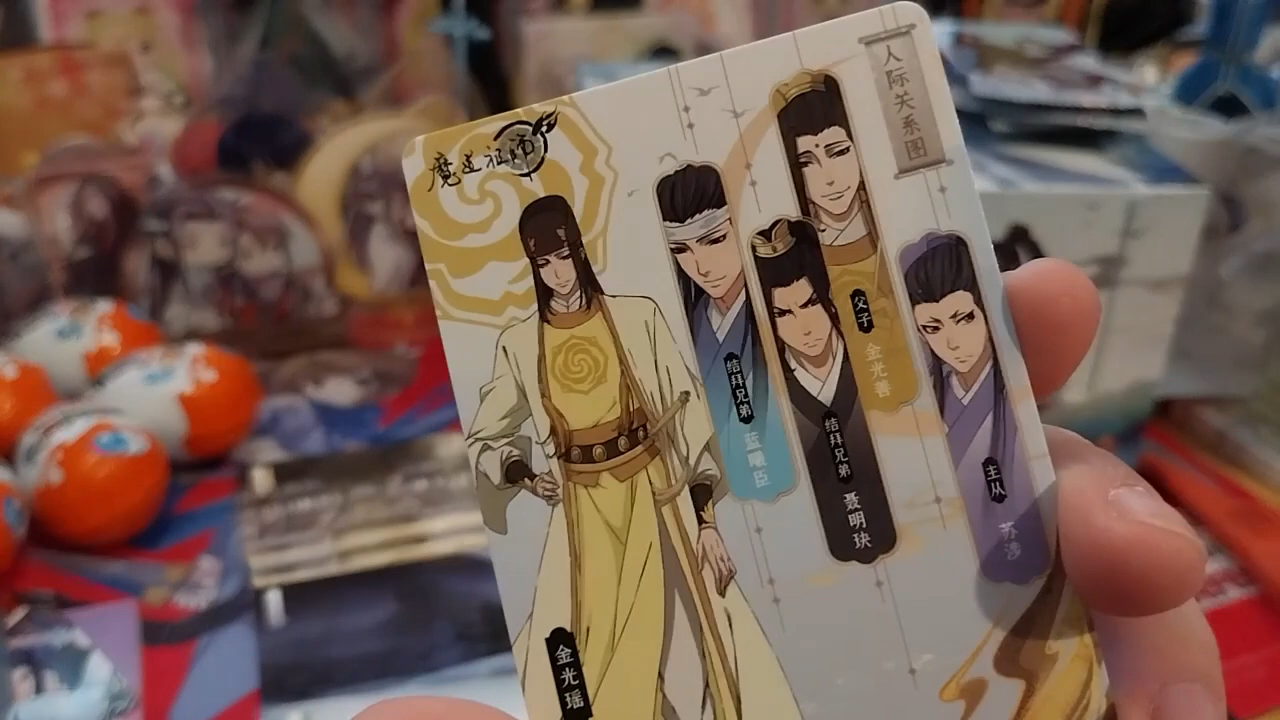 魔道祖师
人际关系图
父子
金光善
结拜兄弟
蓝曦臣
结拜兄弟
聂明玦
主从
苏涉
金光瑶